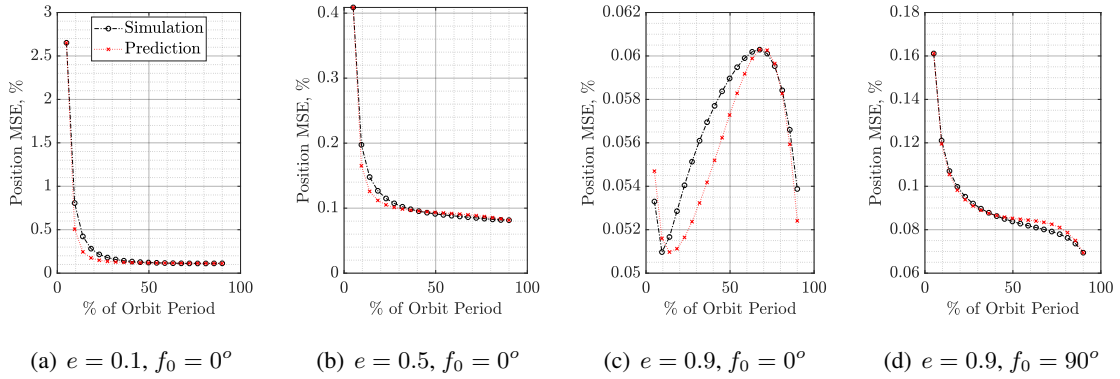 3
2.5
2
1.5
1
0.5
0
Position MSE, %
0
50
100
% of Orbit Period
Simulation
Prediction
(a) e = 0.1, f₀ = 0ᵒ
0.4
0.3
0.2
0.1
0
Position MSE, %
0
50
100
% of Orbit Period
(b) e = 0.5, f₀ = 0ᵒ
0.062
0.06
0.058
0.056
0.054
0.052
0.05
Position MSE, %
0
50
100
% of Orbit Period
(c) e = 0.9, f₀ = 0ᵒ
0.18
0.16
0.14
0.12
0.1
0.08
0.06
Position MSE, %
0
50
100
% of Orbit Period
(d) e = 0.9, f₀ = 90ᵒ